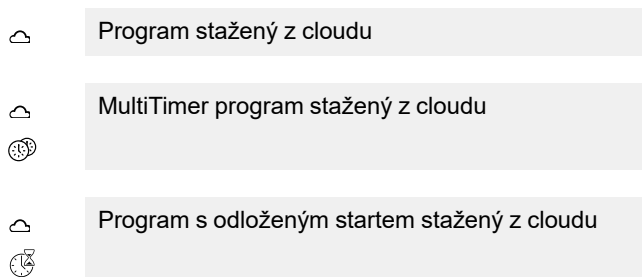 Program stažený z cloudu
MultiTimer program stažený z cloudu
Program s odloženým startem stažený z cloudu